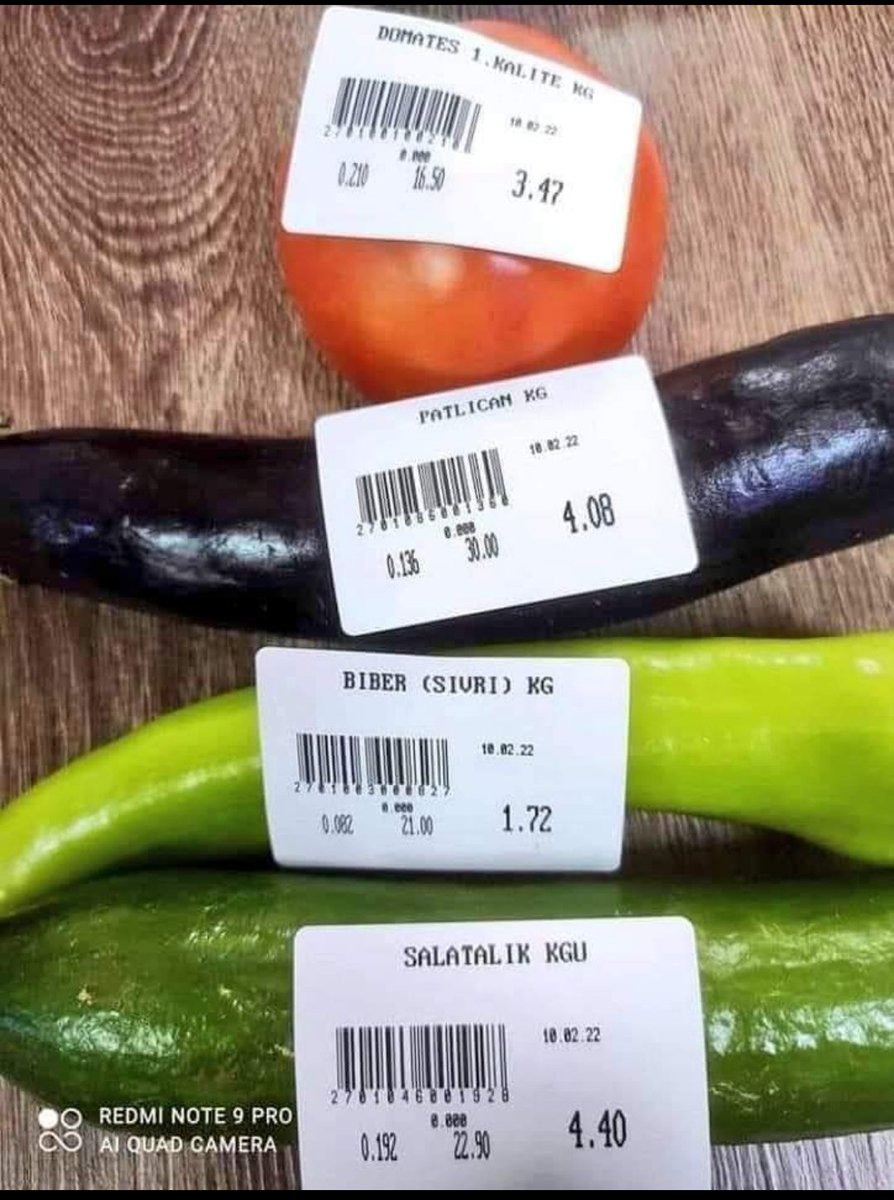 DOMATES 1.KALITE KG
10.02.22
0.000
0.210 16.50 3.47
PATLICAN KG
10.02.22
2701056001360
0.000
0.136 30.00 4.08
BIBER (SIVRI) KG
10.02.22
2701003000827
0.000
0.082 21.00 1.72
SALATALIK KGU
10.02.22
2701046001928
0.000
0.192 22.90 4.40
REDMI NOTE 9 PRO
AI QUAD CAMERA